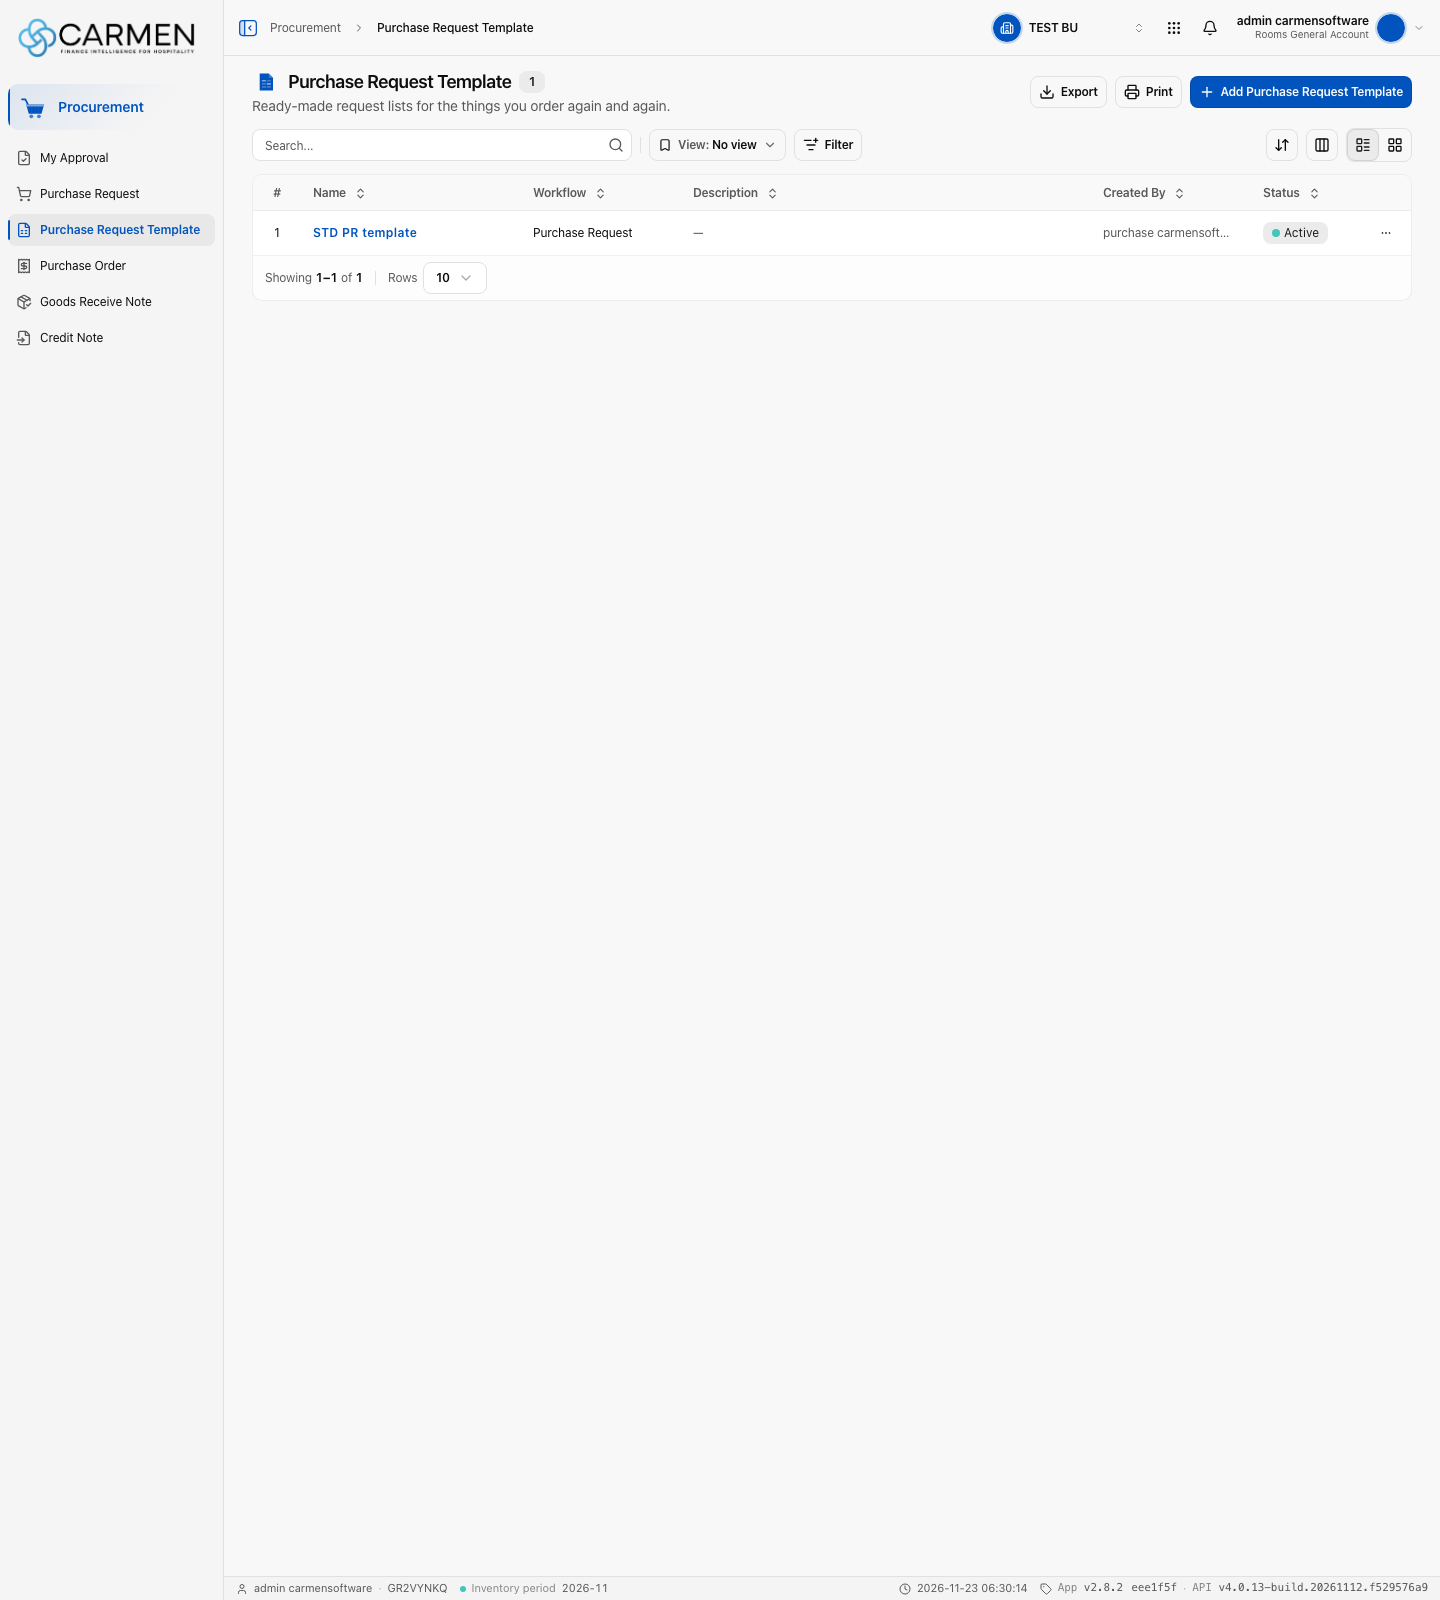 CARMEN
FINANCE INTELLIGENCE FOR HOSPITALITY
Procurement
My Approval
Purchase Request
Purchase Request Template
Purchase Order
Goods Receive Note
Credit Note
Procurement > Purchase Request Template
TEST BU
admin carmensoftware
Rooms General Account
Purchase Request Template 1
Ready-made request lists for the things you order again and again.
Export Print + Add Purchase Request Template
Search... View: No view Filter
# Name Workflow Description Created By Status
1 STD PR template Purchase Request — purchase carmensoft... Active ...
Showing 1–1 of 1 Rows 10
admin carmensoftware · GR2VYNKQ Inventory period 2026-11
2026-11-23 06:30:14 App v2.8.2 eee1f5f · API v4.0.13-build.20261112.f529576a9